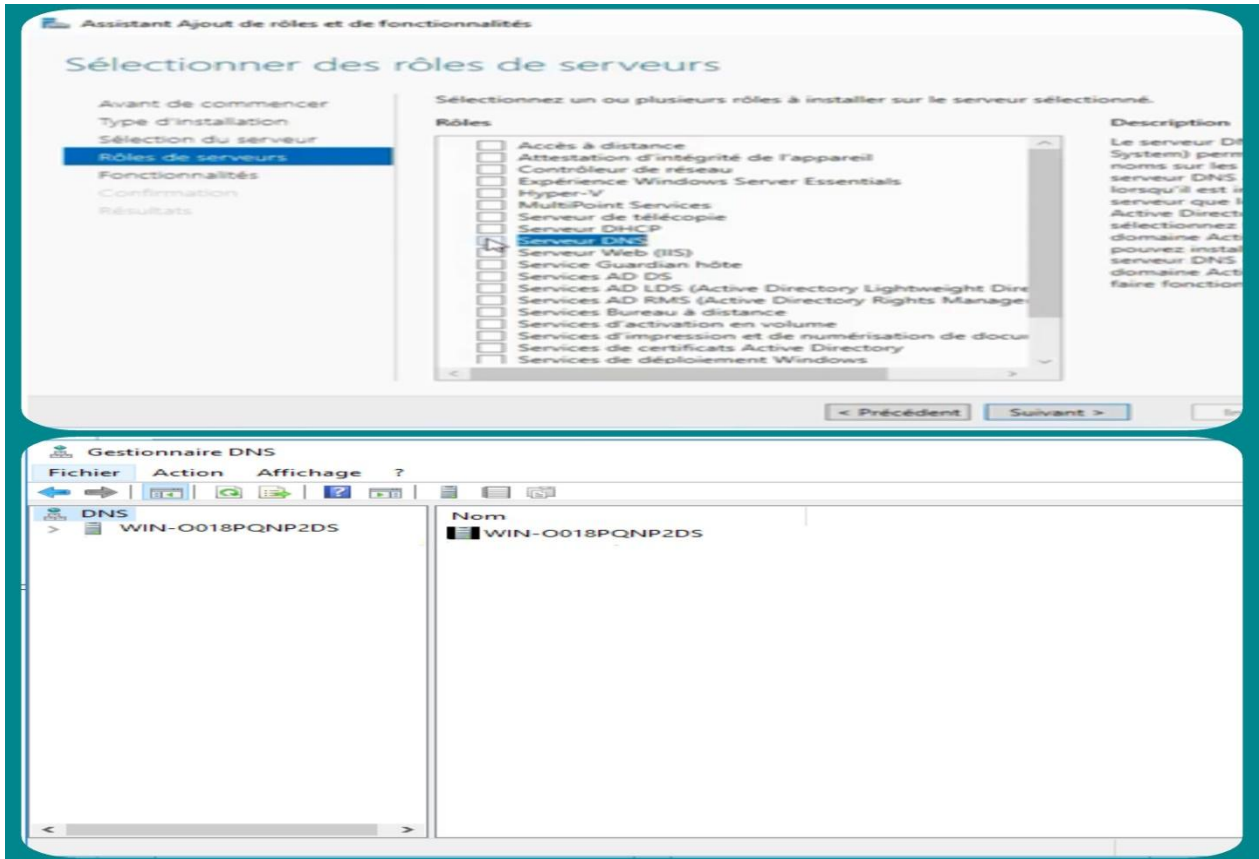 Assistant Ajout de rôles et de fonctionnalités
Sélectionner des rôles de serveurs
Avant de commencer
Type d'installation
Sélection du serveur
Rôles de serveurs
Fonctionnalités
Confirmation
Résultats
Sélectionnez un ou plusieurs rôles à installer sur le serveur sélectionné.
Rôles
Accès à distance
Attestation d'intégrité de l'appareil
Contrôleur de réseau
Expérience Windows Server Essentials
Hyper-V
MultiPoint Services
Serveur de télécopie
Serveur DHCP
Serveur DNS
Serveur Web (IIS)
Service Guardian hôte
Services AD DS
Services AD LDS (Active Directory Lightweight Dire
Services AD RMS (Active Directory Rights Manage
Services Bureau à distance
Services d'activation en volume
Services d'impression et de numérisation de docu
Services de certificats Active Directory
Services de déploiement Windows
Description
Le serveur
System) perm
noms sur les
serveur DNS
lorsqu'il est
serveur que
Active Direct
sélectionnez
domaine Act
pouvez instal
serveur DNS
domaine Act
faire fonction
< Précédent
Suivant >
Gestionnaire DNS
Fichier Action Affichage ?
DNS
WIN-O018PQNP2DS
Nom
WIN-O018PQNP2DS